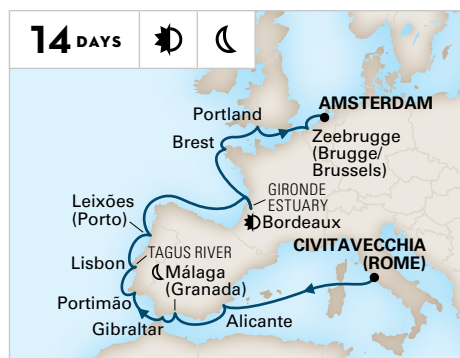 14 DAYS
Portland
AMSTERDAM
Brest
Zeebrugge
(Brugge/
Brussels)
GIRONDE
ESTUARY
Bordeaux
Leixões
(Porto)
CIVITAVECCHIA
(ROME)
TAGUS RIVER
Lisbon
Málaga
(Granada)
Portimão
Gibraltar
Alicante